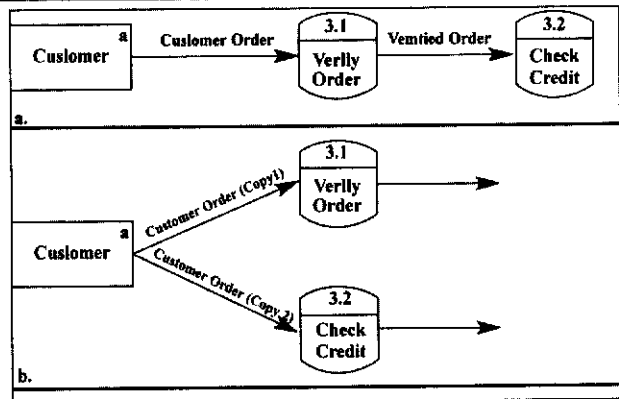 a
Cuslomer
Cuslomer Order
3.1
Verlly
Order
Vemtied Order
3.2
Check
Credit
a.
3.1
Verlly
Order
Customer Order (Copy1)
a
Cuslomer
Customer Order (Copy 2)
3.2
Check
Credit
b.